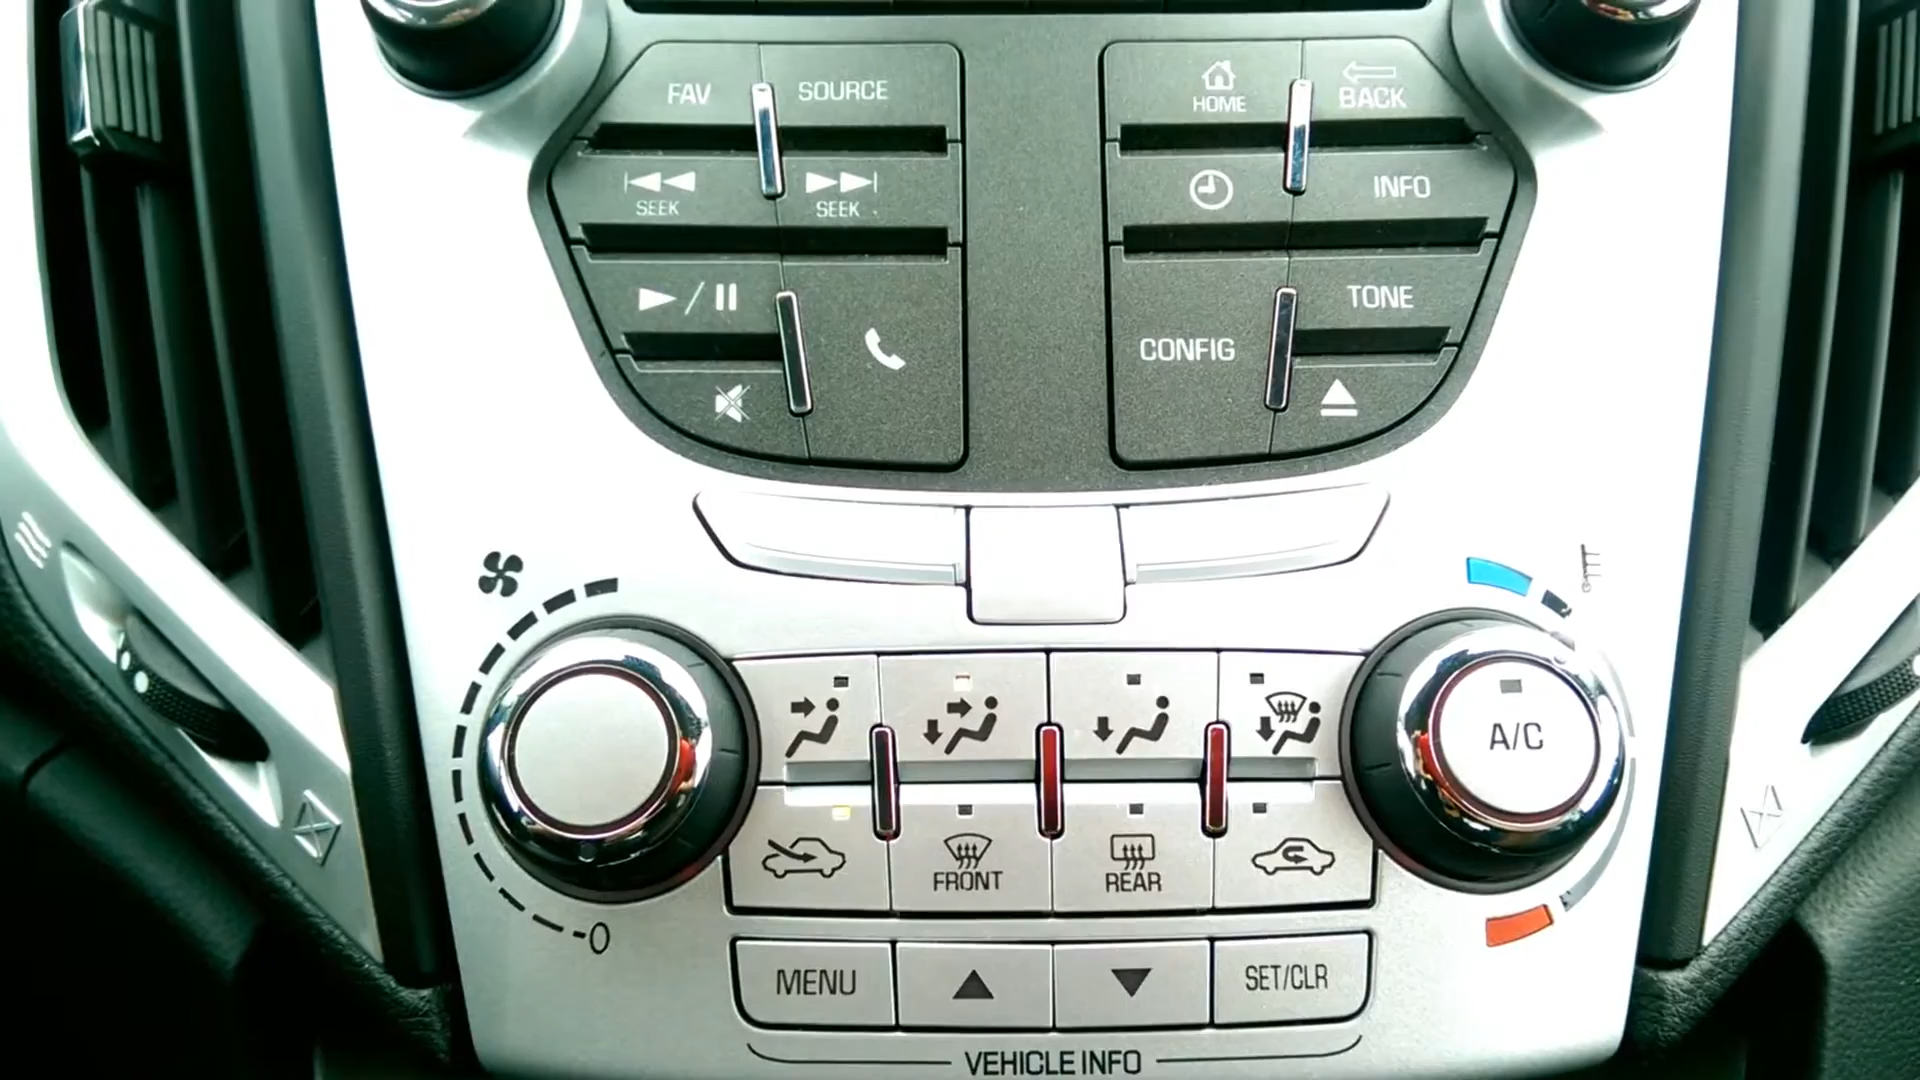 FAV
SOURCE
HOME
BACK
SEEK
SEEK
INFO
TONE
CONFIG
A/C
FRONT
REAR
0
MENU
SET/CLR
VEHICLE INFO